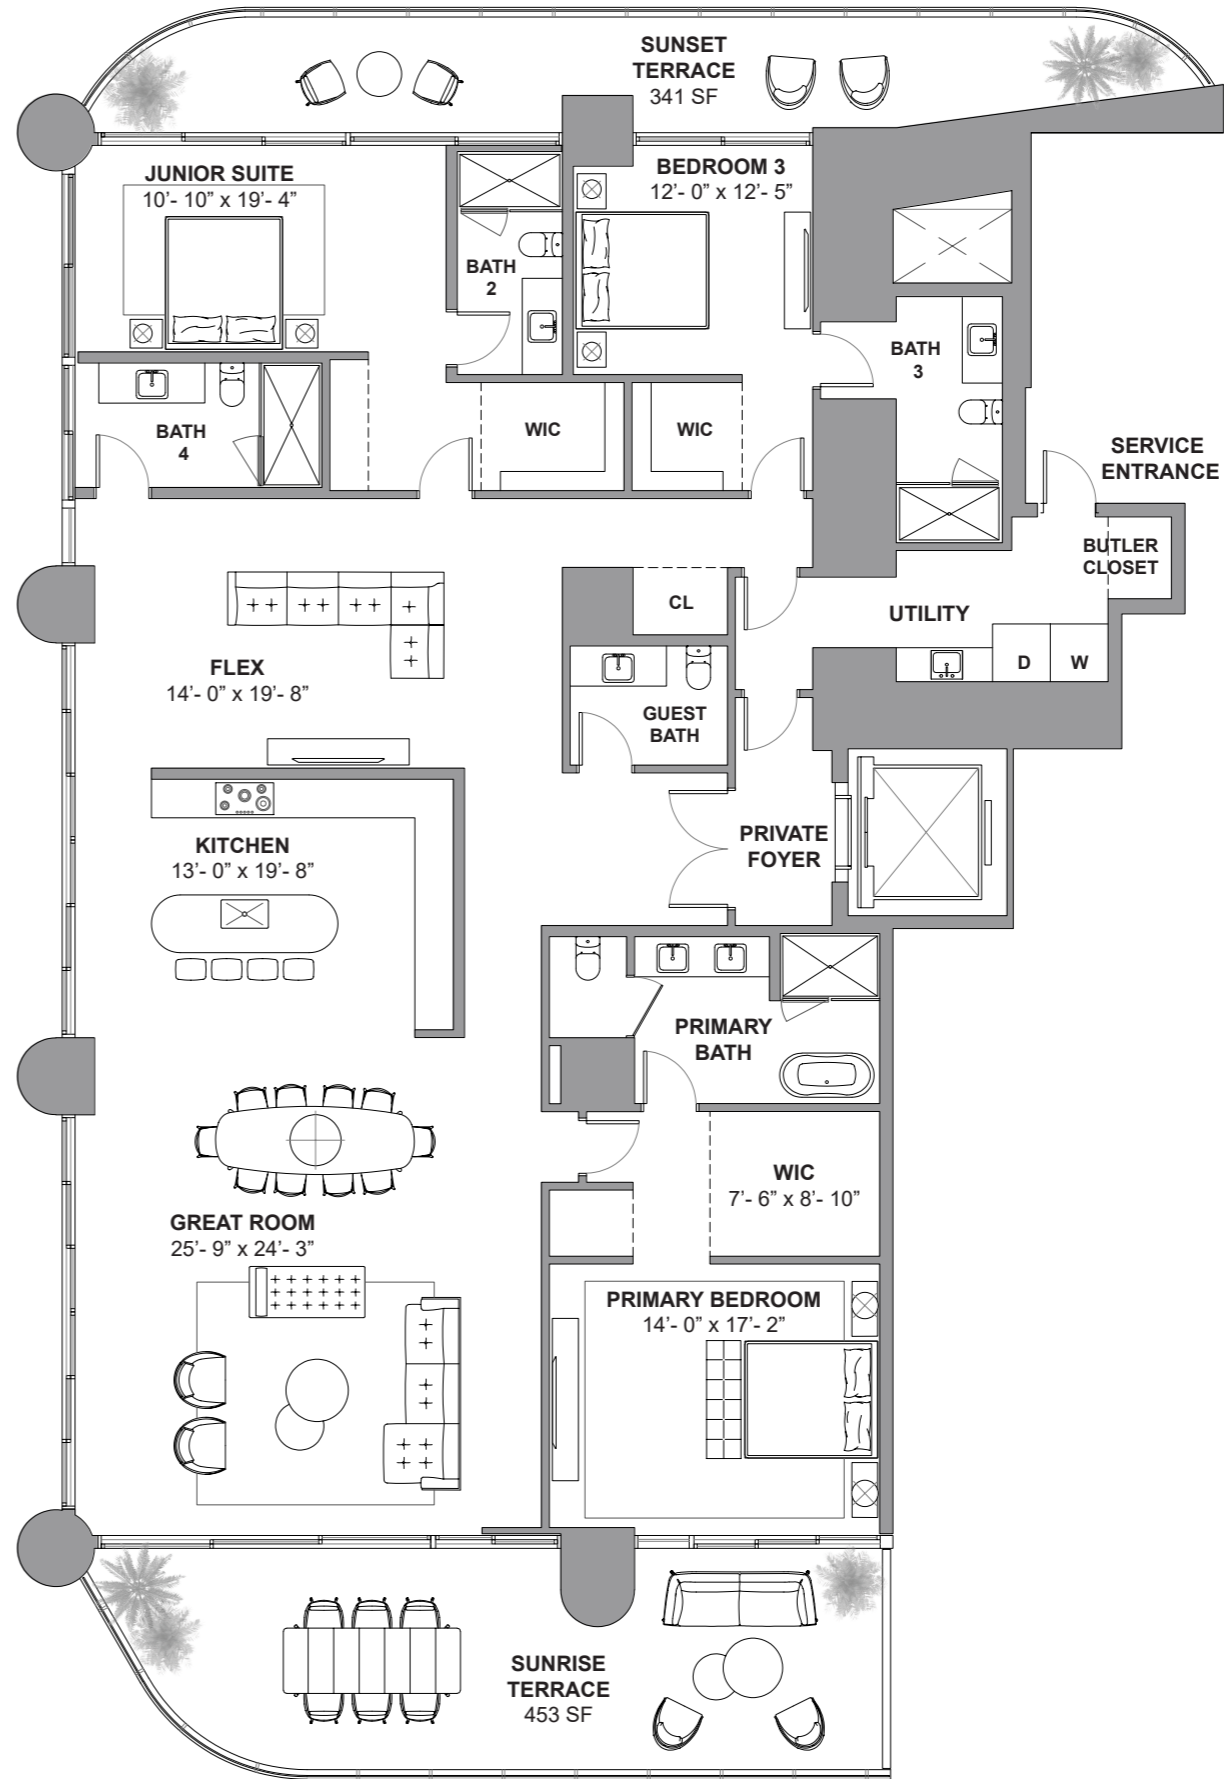 SUNSET
TERRACE
341 SF
JUNIOR SUITE
10’- 10” x 19’- 4”
BEDROOM 3
12’- 0” x 12’- 5”
BATH
2
BATH
3
BATH
4
WIC
WIC
SERVICE
ENTRANCE
BUTLER
CLOSET
CL
UTILITY
D
W
FLEX
14’- 0” x 19’- 8”
GUEST
BATH
PRIVATE
FOYER
KITCHEN
13’- 0” x 19’- 8”
PRIMARY
BATH
WIC
7’- 6” x 8’- 10”
GREAT ROOM
25’- 9” x 24’- 3”
PRIMARY BEDROOM
14’- 0” x 17’- 2”
SUNRISE
TERRACE
453 SF